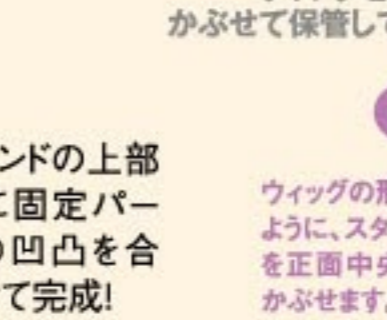 かぶせて保管して
ンドの上部
に固定パー
の凹凸を合
て完成!
ウィッグの形
ように、スタ
を正面中央
かぶせます。